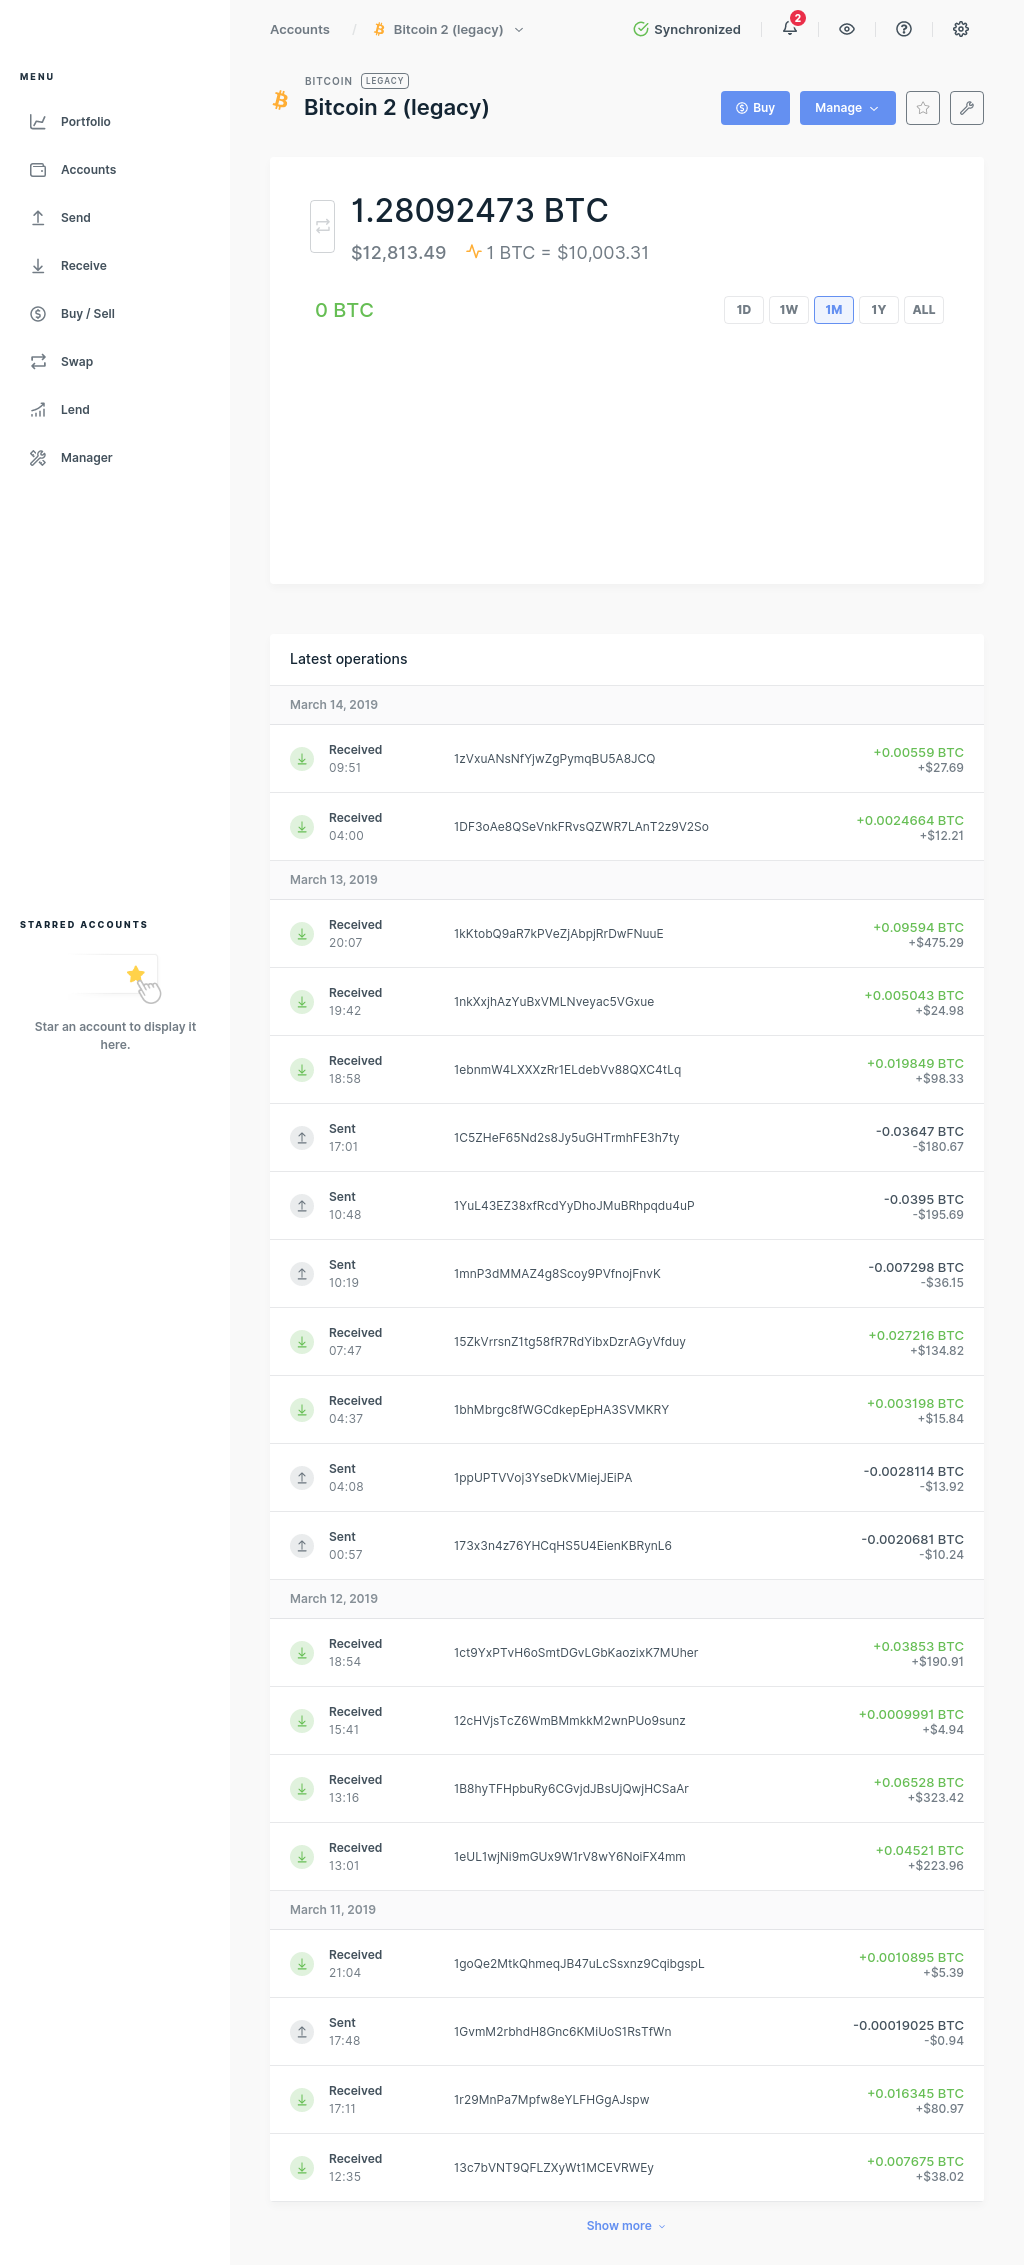 Accounts / Bitcoin 2 (legacy)
Synchronized
2
MENU
Portfolio
Accounts
Send
Receive
Buy / Sell
Swap
Lend
Manager
STARRED ACCOUNTS
Star an account to display it
here.
BITCOIN LEGACY
Bitcoin 2 (legacy)
Buy
Manage
1.28092473 BTC
$12,813.49 1 BTC = $10,003.31
0 BTC
1D 1W 1M 1Y ALL
Latest operations
March 14, 2019
Received 1zVxuANsNfYjwZgPymqBU5A8JCQ +0.00559 BTC
09:51 +$27.69
Received 1DF3oAe8QSeVnkFRvsQZWR7LAnT2z9V2So +0.0024664 BTC
04:00 +$12.21
March 13, 2019
Received 1kKtobQ9aR7kPVeZjAbpjRrDwFNuuE +0.09594 BTC
20:07 +$475.29
Received 1nkXxjhAzYuBxVMLNveyac5VGxue +0.005043 BTC
19:42 +$24.98
Received 1ebnmW4LXXXzRr1ELdebVv88QXC4tLq +0.019849 BTC
18:58 +$98.33
Sent 1C5ZHeF65Nd2s8Jy5uGHTrmhFE3h7ty -0.03647 BTC
17:01 -$180.67
Sent 1YuL43EZ38xfRcdYyDhoJMuBRhpqdu4uP -0.0395 BTC
10:48 -$195.69
Sent 1mnP3dMMAZ4g8Scoy9PVfnojFnvK -0.007298 BTC
10:19 -$36.15
Received 15ZkVrrsnZ1tg58fR7RdYibxDzrAGyVfduy +0.027216 BTC
07:47 +$134.82
Received 1bhMbrgc8fWGCdkepEpHA3SVMKRY +0.003198 BTC
04:37 +$15.84
Sent 1ppUPTVVoj3YseDkVMiejJEiPA -0.0028114 BTC
04:08 -$13.92
Sent 173x3n4z76YHCqHS5U4EienKBRynL6 -0.0020681 BTC
00:57 -$10.24
March 12, 2019
Received 1ct9YxPTvH6oSmtDGvLGbKaozixK7MUher +0.03853 BTC
18:54 +$190.91
Received 12cHVjsTcZ6WmBMmkkM2wnPUo9sunz +0.0009991 BTC
15:41 +$4.94
Received 1B8hyTFHpbuRy6CGvjdJBsUjQwjHCSaAr +0.06528 BTC
13:16 +$323.42
Received 1eUL1wjNi9mGUx9W1rV8wY6NoiFX4mm +0.04521 BTC
13:01 +$223.96
March 11, 2019
Received 1goQe2MtkQhmeqJB47uLcSsxnz9CqibgspL +0.0010895 BTC
21:04 +$5.39
Sent 1GvmM2rbhdH8Gnc6KMiUoS1RsTfWn -0.00019025 BTC
17:48 -$0.94
Received 1r29MnPa7Mpfw8eYLFHGgAJspw +0.016345 BTC
17:11 +$80.97
Received 13c7bVNT9QFLZXyWt1MCEVRWEy +0.007675 BTC
12:35 +$38.02
Show more